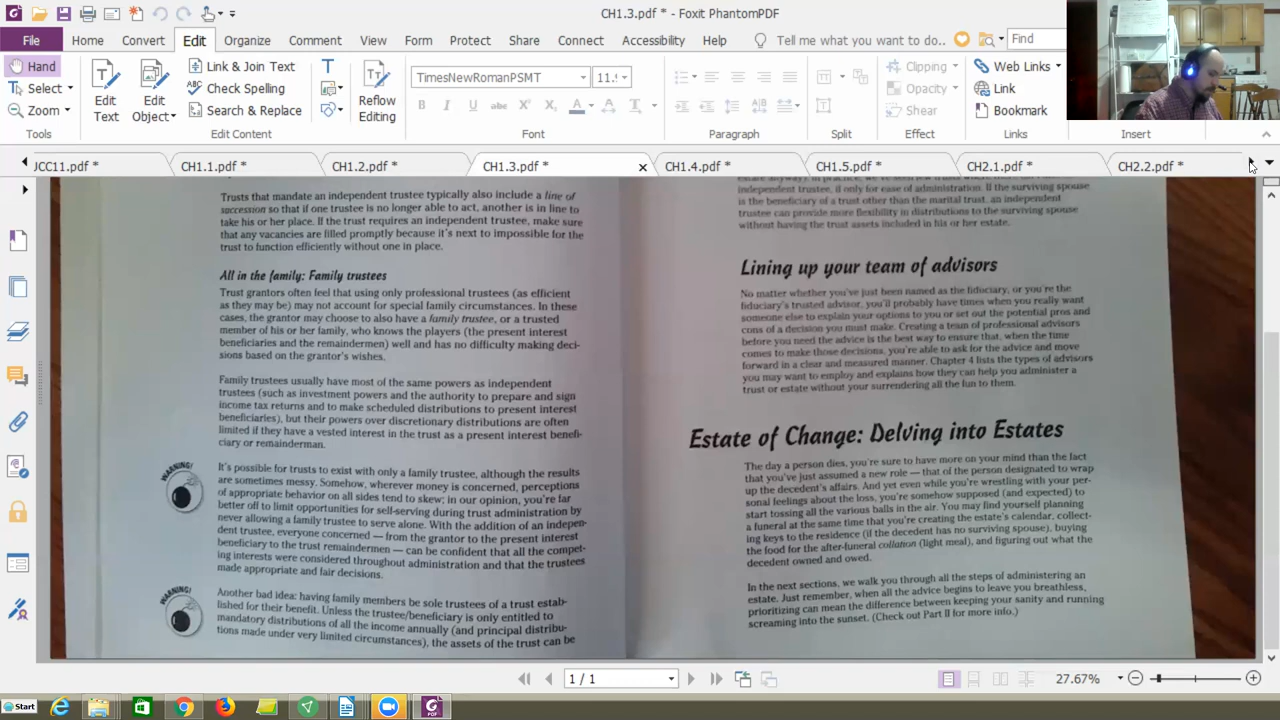 CH1.3.pdf * - Foxit PhantomPDF
File Home Convert Edit Organize Comment View Form Protect Share Connect Accessibility Help Tell me what you want to do.. Find
Hand
Select
Zoom
Tools
Edit
Text
Edit
Object
Link & Join Text
Check Spelling
Search & Replace
Edit Content
Reflow
Editing
TimesNewRomanPSMT 11.
Font
Paragraph
Split
Clipping
Opacity
Shear
Effect
Web Links
Link
Bookmark
Links
Insert
JCC11.pdf * CH1.1.pdf * CH1.2.pdf * CH1.3.pdf * CH1.4.pdf * CH1.5.pdf * CH2.1.pdf * CH2.2.pdf *
Trusts that mandate an independent trustee typically also include a line of
succession so that if one trustee is no longer able to act, another is in line to
take his or her place. If the trust requires an independent trustee, make sure
that any vacancies are filled promptly because it's next to impossible for the
trust to function efficiently without one in place.
All in the family: Family trustees
Trust grantors often feel that using only professional trustees (as efficient
as they may be) may not account for special family circumstances. In these
cases, the grantor may choose to also have a family trustee, or a trusted
member of his or her family, who knows the players (the present interest
beneficiaries and the remaindermen) well and has no difficulty making deci-
sions based on the grantor's wishes.
Family trustees usually have most of the same powers as independent
trustees (such as investment powers and the authority to prepare and sign
income tax returns and to make scheduled distributions to present interest
beneficiaries), but their powers over discretionary distributions are often
limited if they have a vested interest in the trust as a present interest benefi-
ciary or remainderman.
WARNING!
It's possible for trusts to exist with only a family trustee, although the results
are sometimes messy. Somehow, wherever money is concerned, perceptions
of appropriate behavior on all sides tend to skew; in our opinion, you're far
better off to limit opportunities for self-serving during trust administration by
never allowing a family trustee to serve alone. With the addition of an indepen-
dent trustee, everyone concerned — from the grantor to the present interest
beneficiary to the trust remaindermen — can be confident that all the compet-
ing interests were considered throughout administration and that the trustees
made appropriate and fair decisions.
WARNING!
Another bad idea: having family members be sole trustees of a trust estab-
lished for their benefit. Unless the trustee/beneficiary is only entitled to
mandatory distributions of all the income annually (and principal distribu-
tions made under very limited circumstances), the assets of the trust can be
independent trustee, if only for ease of administration. If the surviving spouse
is the beneficiary of a trust other than the marital trust, an independent
trustee can provide more flexibility in distributions to the surviving spouse
without having the trust assets included in his or her estate.
Lining up your team of advisors
No matter whether you've just been named as the fiduciary, or you're the
fiduciary's trusted advisor, you'll probably have times when you really want
someone else to explain your options to you or set out the potential pros and
cons of a decision you must make. Creating a team of professional advisors
before you need the advice is the best way to ensure that, when the time
comes to make those decisions, you're able to ask for the advice and move
forward in a clear and measured manner. Chapter 4 lists the types of advisors
you may want to employ and explains how they can help you administer a
trust or estate without your surrendering all the fun to them.
Estate of Change: Delving into Estates
The day a person dies, you're sure to have more on your mind than the fact
that you've just assumed a new role — that of the person designated to wrap
up the decedent's affairs. And yet even while you're wrestling with your per-
sonal feelings about the loss, you're somehow supposed (and expected) to
start tossing all the various balls in the air. You may find yourself planning
a funeral at the same time that you're creating the estate's calendar, collect-
ing keys to the residence (if the decedent has no surviving spouse), buying
the food for the after-funeral collation (light meal), and figuring out what the
decedent owned and owed.
In the next sections, we walk you through all the steps of administering an
estate. Just remember, when all the advice begins to leave you breathless,
prioritizing can mean the difference between keeping your sanity and running
screaming into the sunset. (Check out Part II for more info.)
1 / 1
27.67%
Start